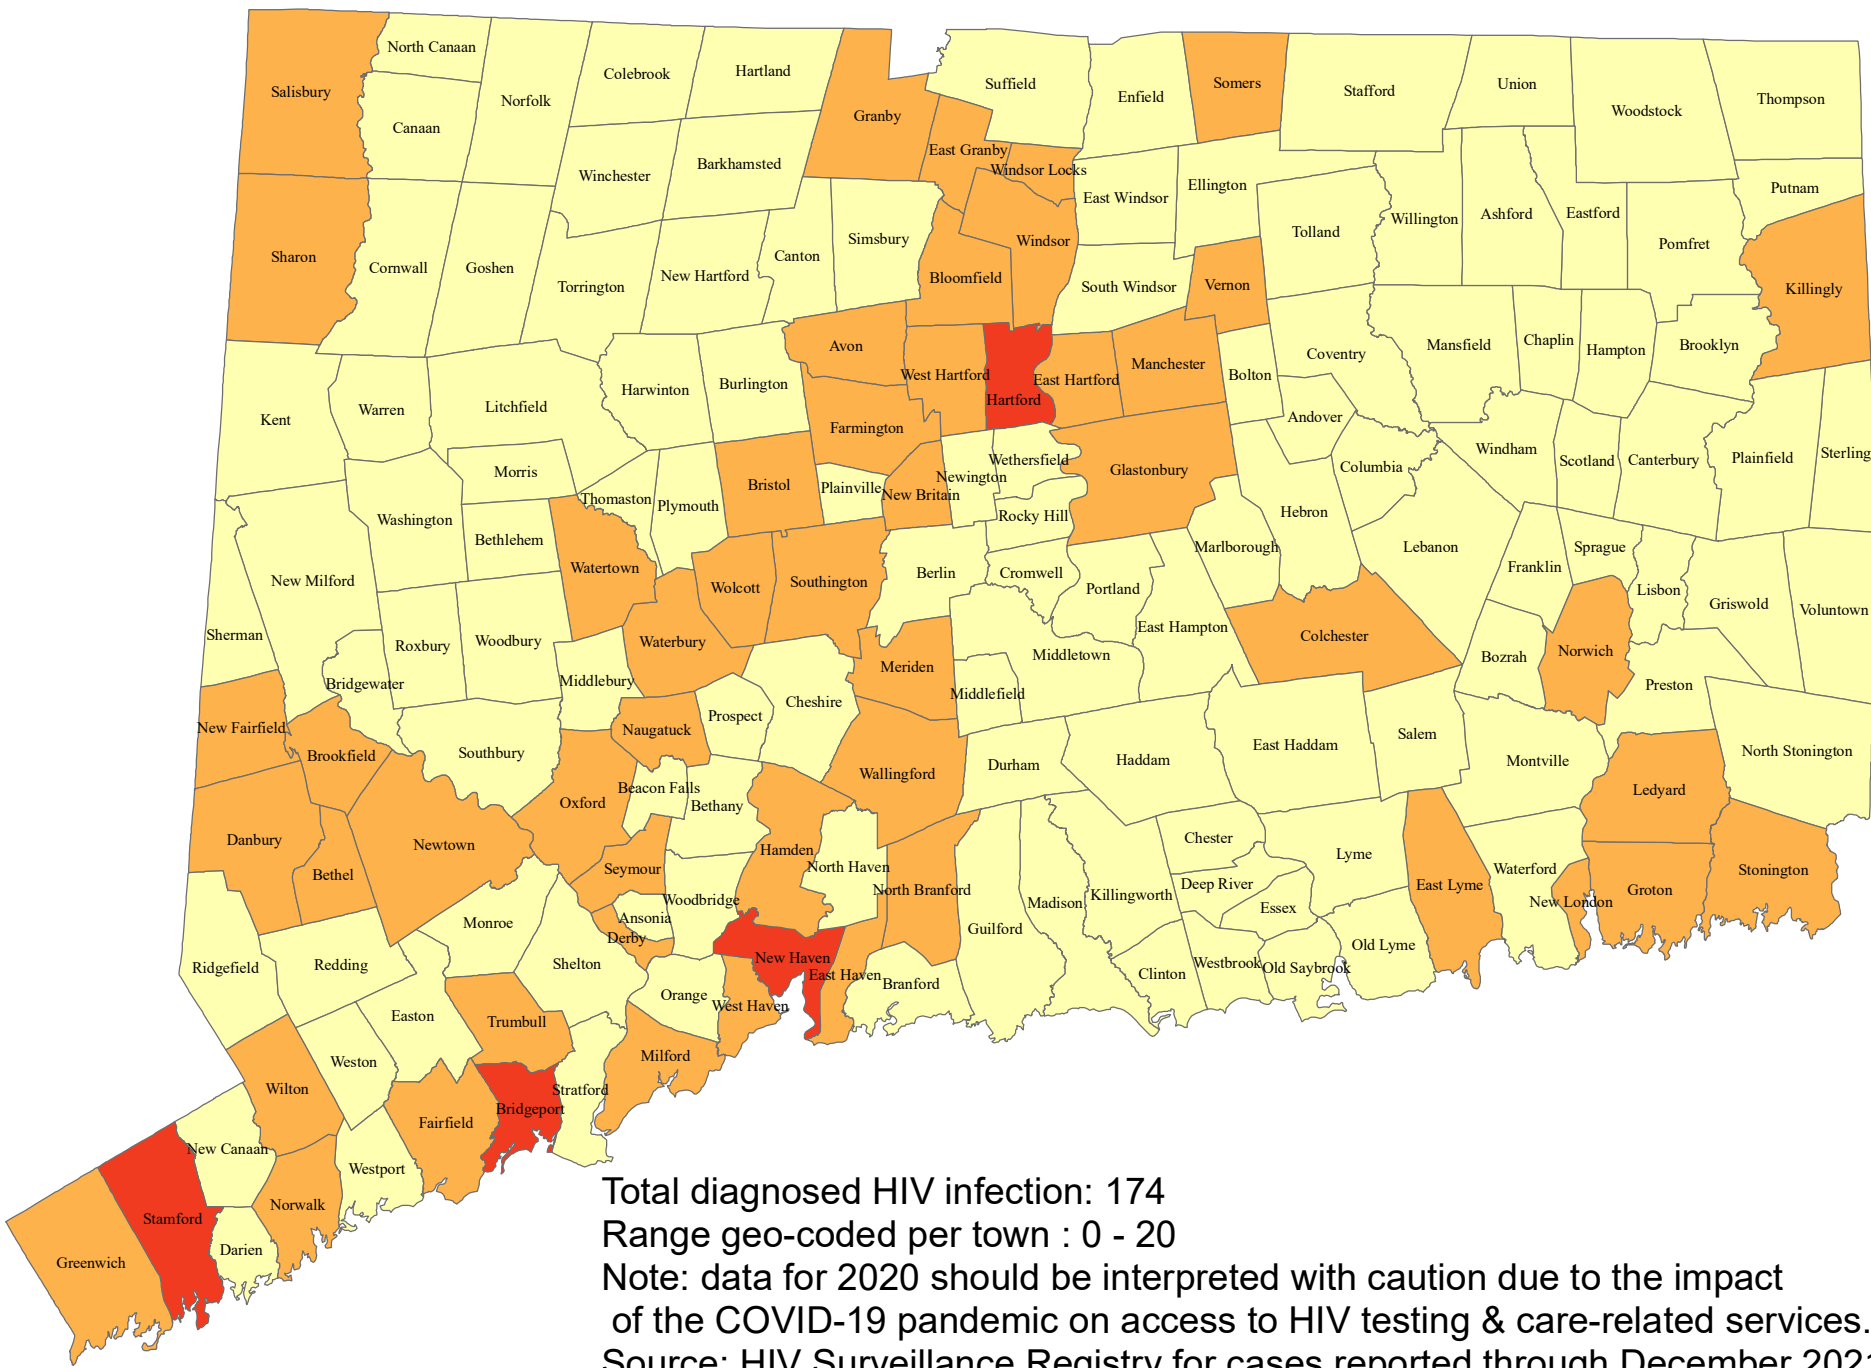 North Canaan
Salisbury
Colebrook
Hartland
Suffield
Norfolk
Canaan
Granby
Enfield
Somers
Stafford
Union
Woodstock
Thompson
East Granby
Windsor Locks
Winchester
Barkhamsted
East Windsor
Ellington
Putnam
Willington
Ashford
Eastford
Sharon
Cornwall
Goshen
Torrington
New Hartford
Canton
Simsbury
Windsor
Bloomfield
Tolland
Pomfret
South Windsor
Vernon
Killingly
Avon
West Hartford
Hartford
East Hartford
Manchester
Bolton
Coventry
Mansfield
Chaplin
Hampton
Brooklyn
Kent
Warren
Litchfield
Harwinton
Burlington
Farmington
Andover
Morris
Bristol
Plainville
New Britain
Newington
Wethersfield
Glastonbury
Columbia
Windham
Scotland
Canterbury
Plainfield
Sterling
Thomaston
Plymouth
Washington
Bethlehem
Rocky Hill
Hebron
Marlborough
Lebanon
Franklin
Sprague
Lisbon
Griswold
Voluntown
New Milford
Watertown
Wolcott
Southington
Berlin
Cromwell
Portland
East Hampton
Colchester
Sherman
Roxbury
Woodbury
Waterbury
Meriden
Middletown
Bozrah
Norwich
Preston
Bridgewater
Middlebury
Cheshire
Middlefield
New Fairfield
Brookfield
Southbury
Naugatuck
Prospect
Wallingford
Durham
Haddam
East Haddam
Salem
Montville
North Stonington
Oxford
Beacon Falls
Bethany
Ledyard
Danbury
Bethel
Newtown
Seymour
Hamden
North Haven
North Branford
Chester
Lyme
Waterford
East Lyme
New London
Groton
Stonington
Monroe
Ansonia
Woodbridge
Derby
Guilford
Madison
Killingworth
Deep River
Essex
Ridgefield
Redding
Shelton
New Haven
East Haven
Branford
Clinton
Westbrook
Old Saybrook
Old Lyme
Orange
West Haven
Easton
Trumbull
Weston
Wilton
Milford
Stratford
Bridgeport
Fairfield
New Canaan
Westport
Norwalk
Stamford
Darien
Greenwich
Total diagnosed HIV infection: 174
Range geo-coded per town : 0 - 20
Note: data for 2020 should be interpreted with caution due to the impact
of the COVID-19 pandemic on access to HIV testing & care-related services.
Source: HIV Surveillance Registry for cases reported through December